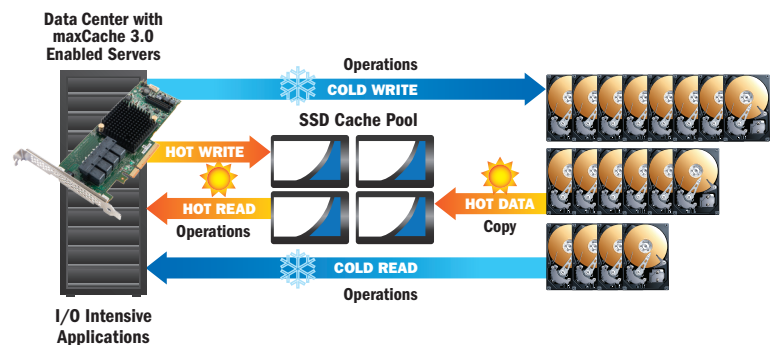 Data Center with
maxCache 3.0
Enabled Servers
Operations
COLD WRITE
SSD Cache Pool
HOT WRITE
HOT READ
Operations
HOT DATA
Copy
COLD READ
Operations
I/O Intensive
Applications